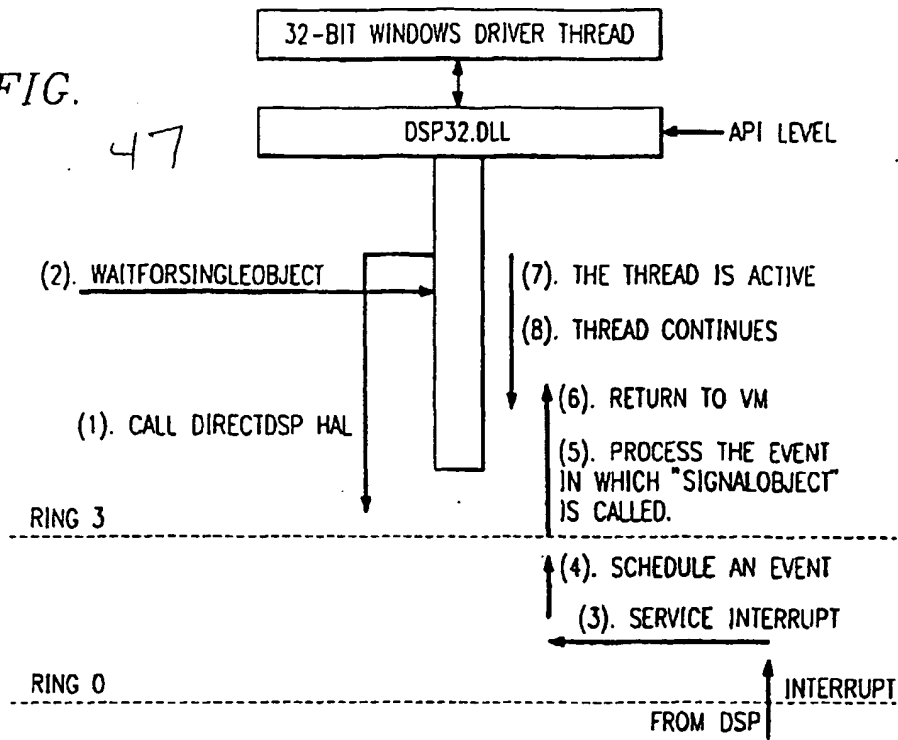 32-BIT WINDOWS DRIVER THREAD
FIG.
47
DSP32.DLL
API LEVEL
(2). WAITFORSINGLEOBJECT
(7). THE THREAD IS ACTIVE
(8). THREAD CONTINUES
(6). RETURN TO VM
(1). CALL DIRECTDSP HAL
(5). PROCESS THE EVENT
IN WHICH "SIGNALOBJECT"
IS CALLED.
RING 3
(4). SCHEDULE AN EVENT
(3). SERVICE INTERRUPT
RING 0
INTERRUPT
FROM DSP